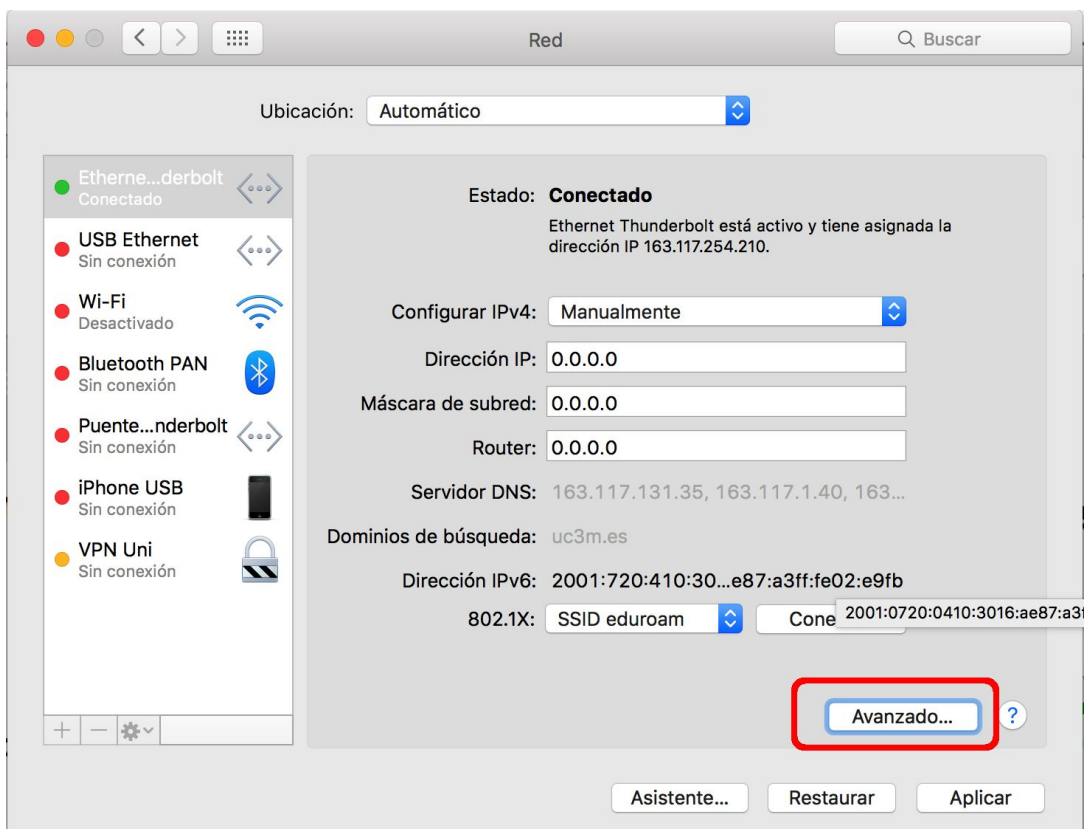 Red
Buscar
Ubicación: Automático
Etherne...derbolt
Conectado
USB Ethernet
Sin conexión
Wi-Fi
Desactivado
Bluetooth PAN
Sin conexión
Puente...nderbolt
Sin conexión
iPhone USB
Sin conexión
VPN Uni
Sin conexión
Estado: Conectado
Ethernet Thunderbolt está activo y tiene asignada la
dirección IP 163.117.254.210.
Configurar IPv4: Manualmente
Dirección IP: 0.0.0.0
Máscara de subred: 0.0.0.0
Router: 0.0.0.0
Servidor DNS: 163.117.131.35, 163.117.1.40, 163...
Dominios de búsqueda: uc3m.es
Dirección IPv6: 2001:720:410:30...e87:a3ff:fe02:e9fb
802.1X: SSID eduroam Cone
2001:0720:0410:3016:ae87:a3f
Avanzado... ?
Asistente... Restaurar Aplicar